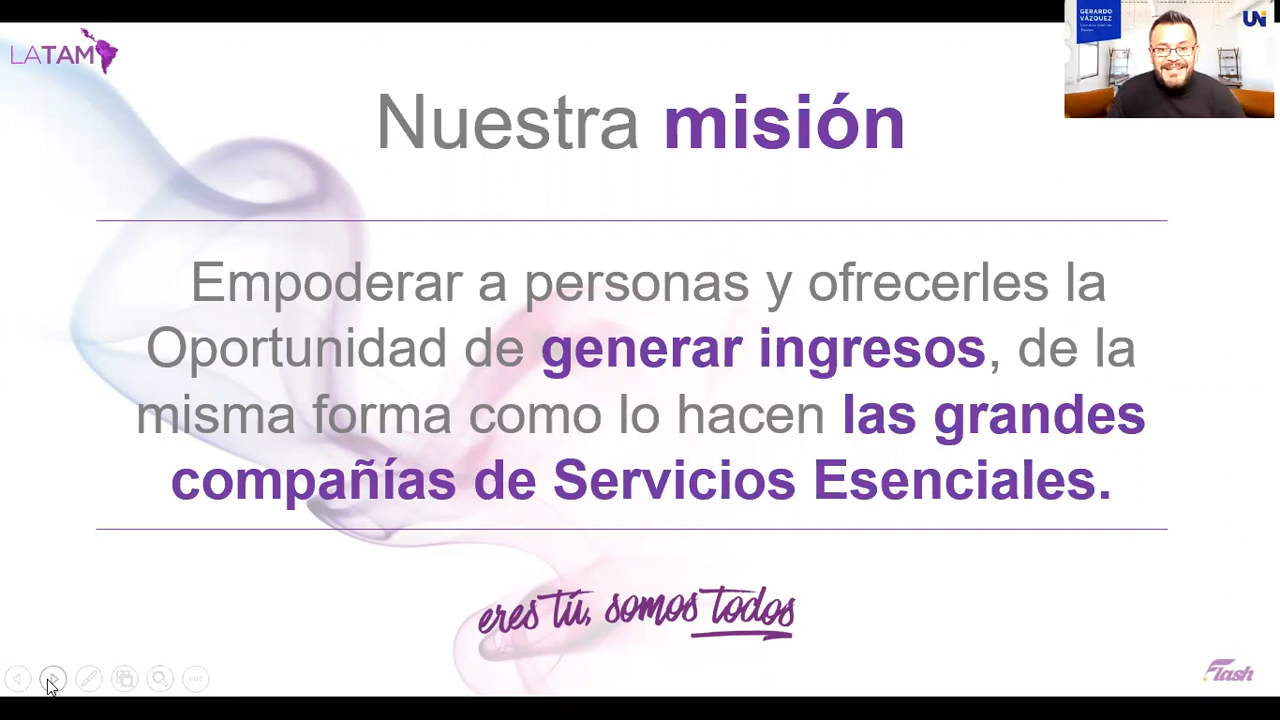 LATAM
GERARDO
VÁZQUEZ
UNI
Nuestra misión
Empoderar a personas y ofrecerles la
Oportunidad de generar ingresos, de la
misma forma como lo hacen las grandes
compañías de Servicios Esenciales.
eres tú, somos todos
Flash